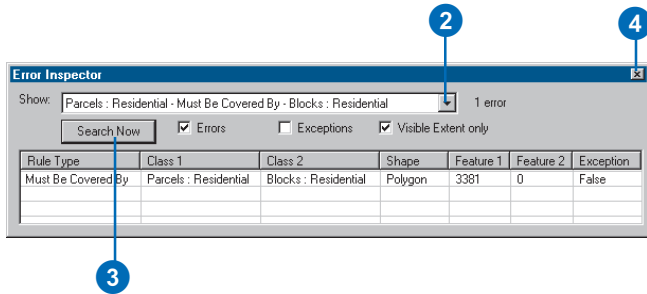 2
4
Error Inspector
Show: Parcels : Residential - Must Be Covered By - Blocks : Residential 1 error
Search Now Errors Exceptions Visible Extent only
Rule Type Class 1 Class 2 Shape Feature 1 Feature 2 Exception
Must Be Covered By Parcels : Residential Blocks : Residential Polygon 3381 0 False
3